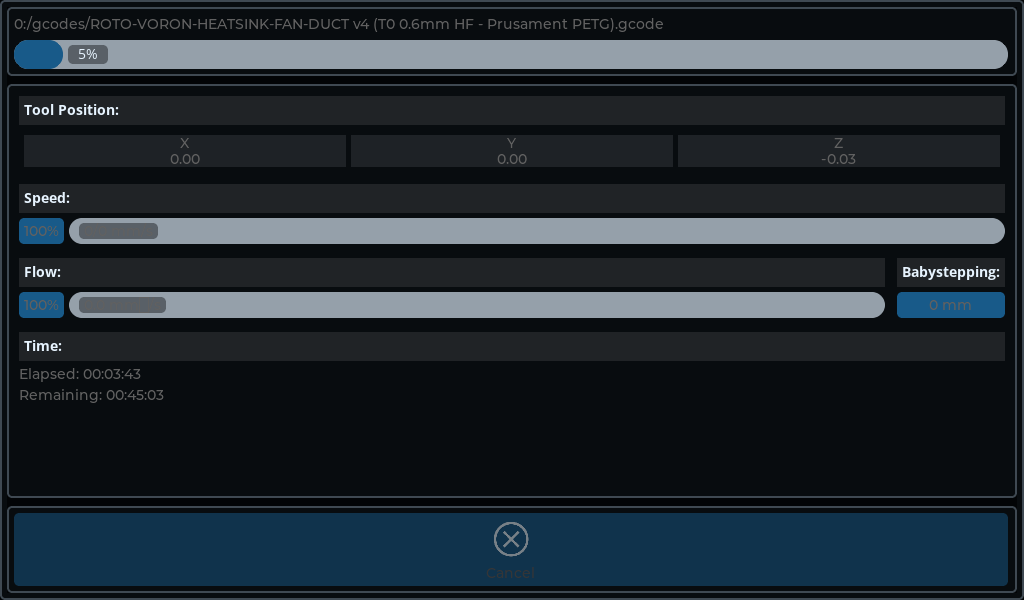 0:/gcodes/ROTO-VORON-HEATSINK-FAN-DUCT v4 (T0 0.6mm HF - Prusament PETG).gcode
5%
Tool Position:
X Y Z
0.00 0.00 -0.03
Speed:
100%
Flow: Babystepping:
100% 0 mm
Time:
Elapsed: 00:03:43
Remaining: 00:45:03
Cancel